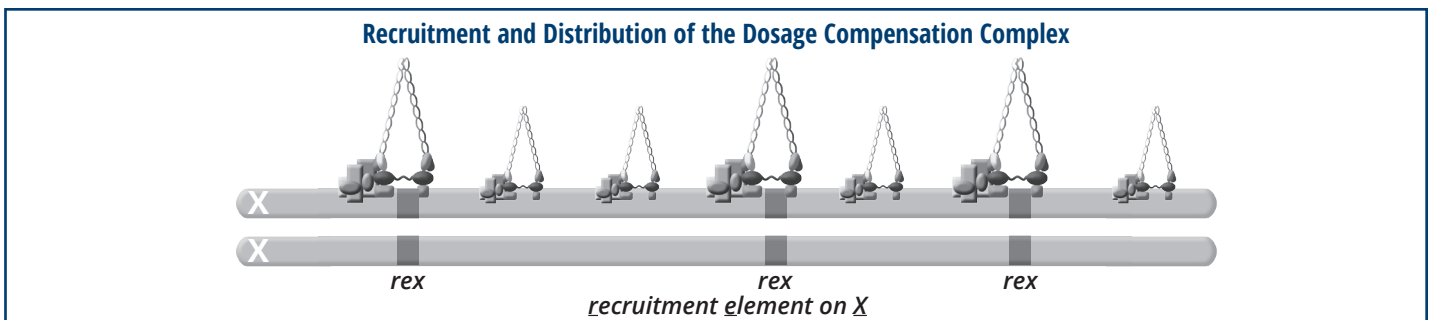 Recruitment and Distribution of the Dosage Compensation Complex
X
X
rex rex rex
recruitment element on X